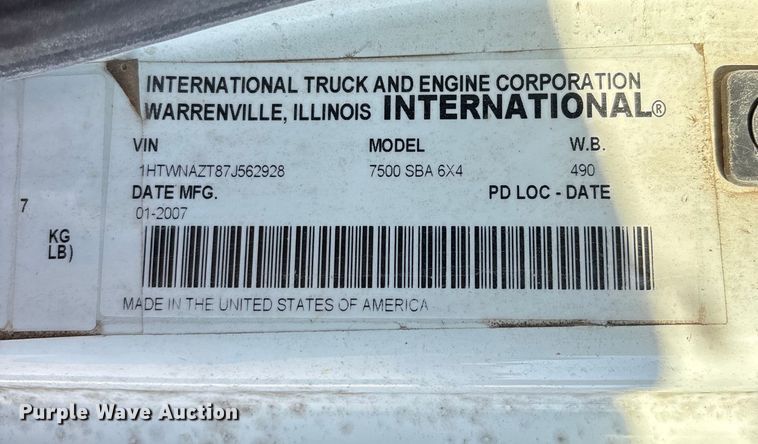 INTERNATIONAL TRUCK AND ENGINE CORPORATION
WARRENVILLE, ILLINOIS INTERNATIONAL®
VIN MODEL W.B.
1HTWNAZT87J562928 7500 SBA 6X4 490
DATE MFG. PD LOC - DATE
01-2007
7
KG
LB)
MADE IN THE UNITED STATES OF AMERICA
Purple Wave Auction